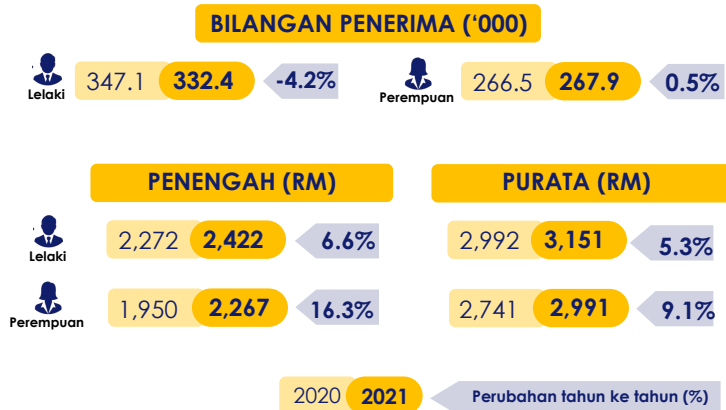 BILANGAN PENERIMA (‘000)
Lelaki 347.1 332.4 -4.2%
Perempuan 266.5 267.9 0.5%
PENENGAH (RM)
PURATA (RM)
Lelaki 2,272 2,422 6.6% 2,992 3,151 5.3%
Perempuan 1,950 2,267 16.3% 2,741 2,991 9.1%
2020 2021 Perubahan tahun ke tahun (%)